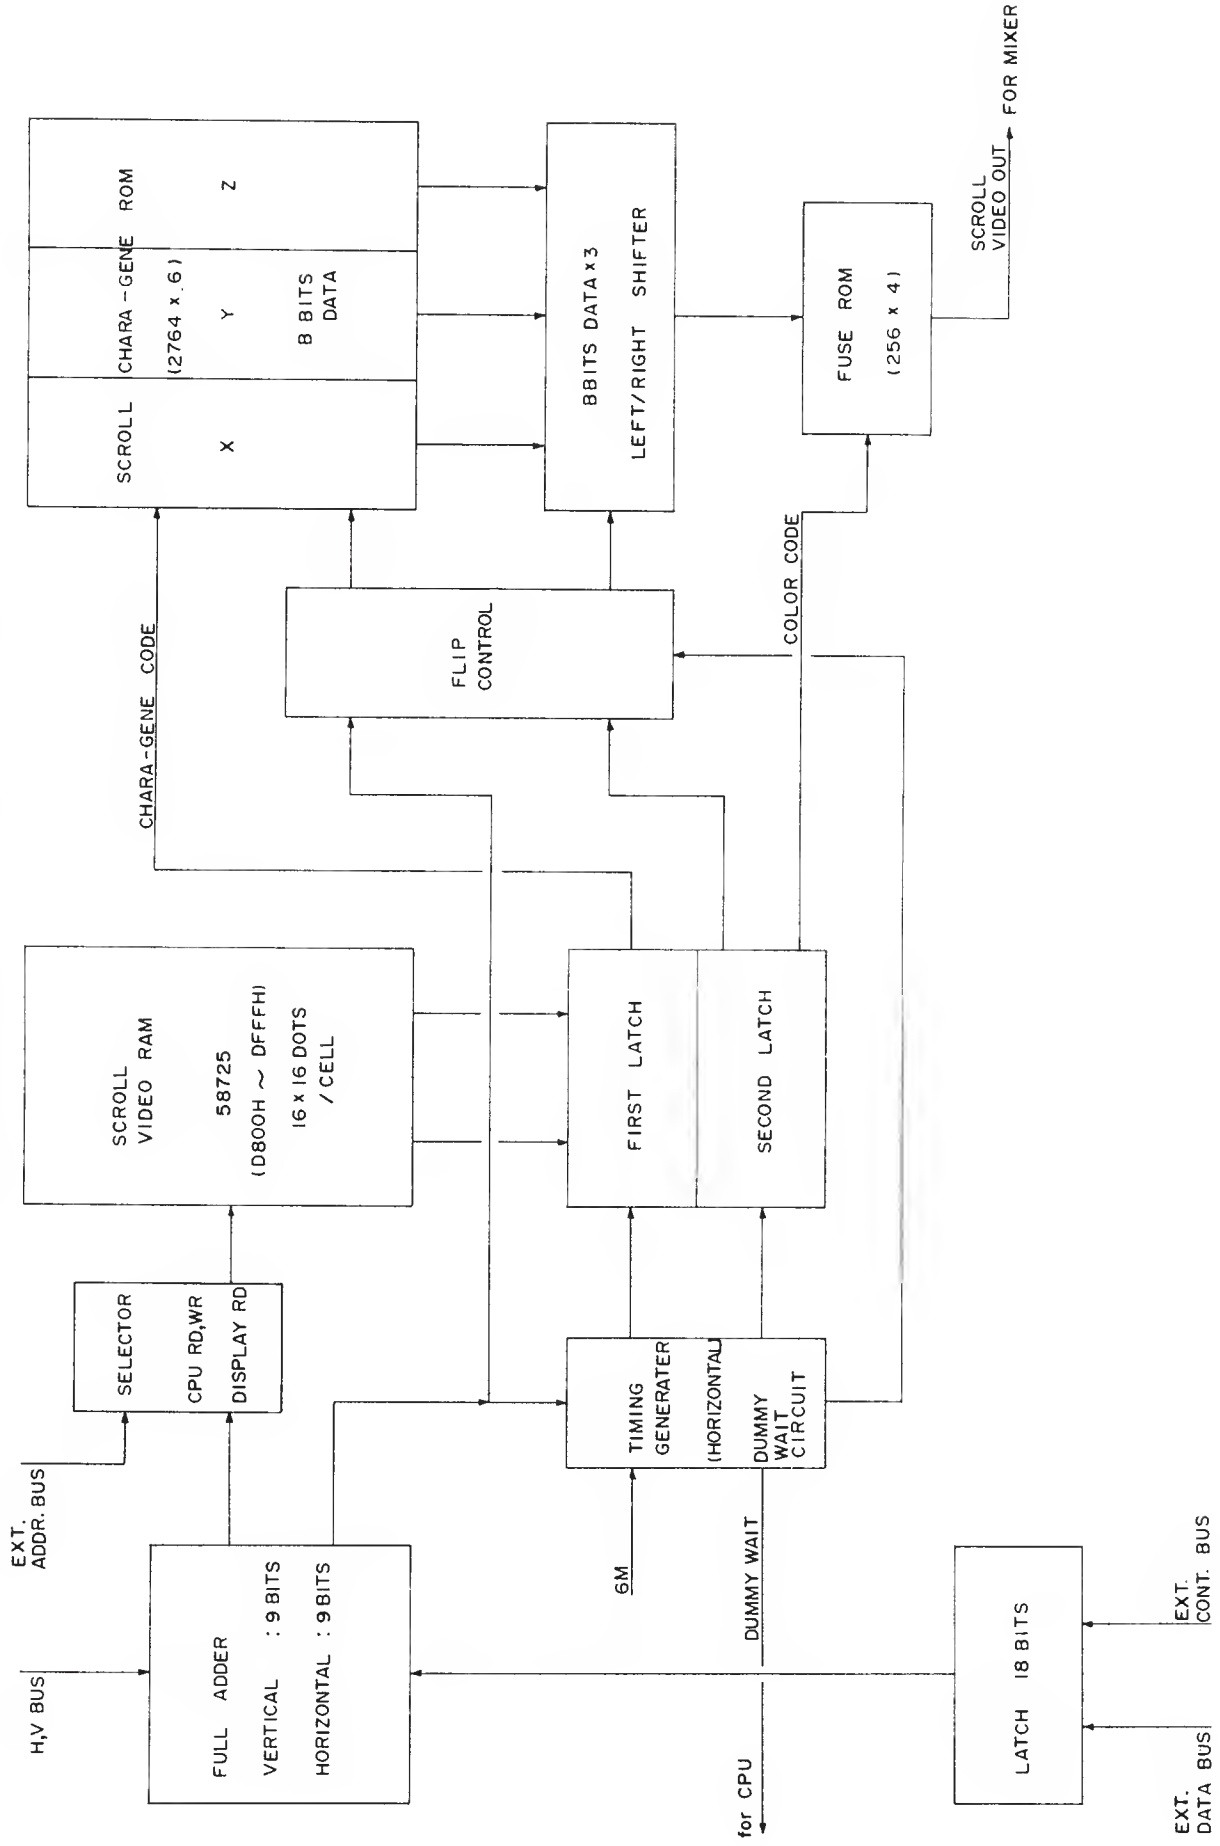 H,V BUS
FULL ADDER
VERTICAL : 9 BITS
HORIZONTAL : 9 BITS
EXT.
ADDR. BUS
SELECTOR
CPU RD,WR
DISPLAY RD
SCROLL
VIDEO RAM
58725
(D800H ~ DFFFH)
16 x 16 DOTS
/ CELL
CHARA-GENE CODE
SCROLL CHARA-GENE ROM
(2764 x.6)
X Y Z
8 BITS
DATA
FLIP
CONTROL
8BITS DATA x 3
LEFT/RIGHT SHIFTER
6M
TIMING
GENERATER
(HORIZONTAL)
DUMMY
WAIT
CIRCUIT
FIRST LATCH
SECOND LATCH
for CPU
DUMMY WAIT
COLOR CODE
FUSE ROM
(256 x 4)
SCROLL
VIDEO OUT
FOR MIXER
LATCH 18 BITS
EXT.
DATA BUS
EXT.
CONT. BUS